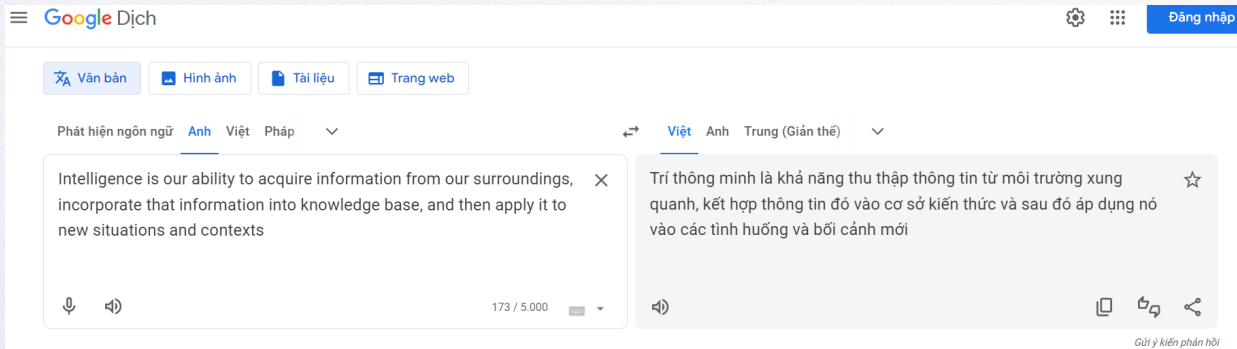 Google Dịch
Đăng nhập
Văn bản
Hình ảnh
Tài liệu
Trang web
Phát hiện ngôn ngữ Anh Việt Pháp
Việt Anh Trung (Giản thể)
Intelligence is our ability to acquire information from our surroundings,
incorporate that information into knowledge base, and then apply it to
new situations and contexts
173 / 5.000
Trí thông minh là khả năng thu thập thông tin từ môi trường xung
quanh, kết hợp thông tin đó vào cơ sở kiến thức và sau đó áp dụng nó
vào các tình huống và bối cảnh mới
Gửi ý kiến phản hồi